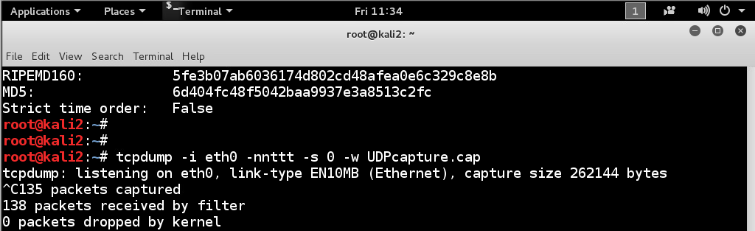 Applications Places Terminal Fri 11:34 1
root@kali2: ~
File Edit View Search Terminal Help
RIPEMD160: 5fe3b07ab6036174d802cd48afea0e6c329c8e8b
MD5: 6d404fc48f5042baa9937e3a8513c2fc
Strict time order: False
root@kali2:~#
root@kali2:~#
root@kali2:~# tcpdump -i eth0 -nnttt -s 0 -w UDPcapture.cap
tcpdump: listening on eth0, link-type EN10MB (Ethernet), capture size 262144 bytes
^C135 packets captured
138 packets received by filter
0 packets dropped by kernel